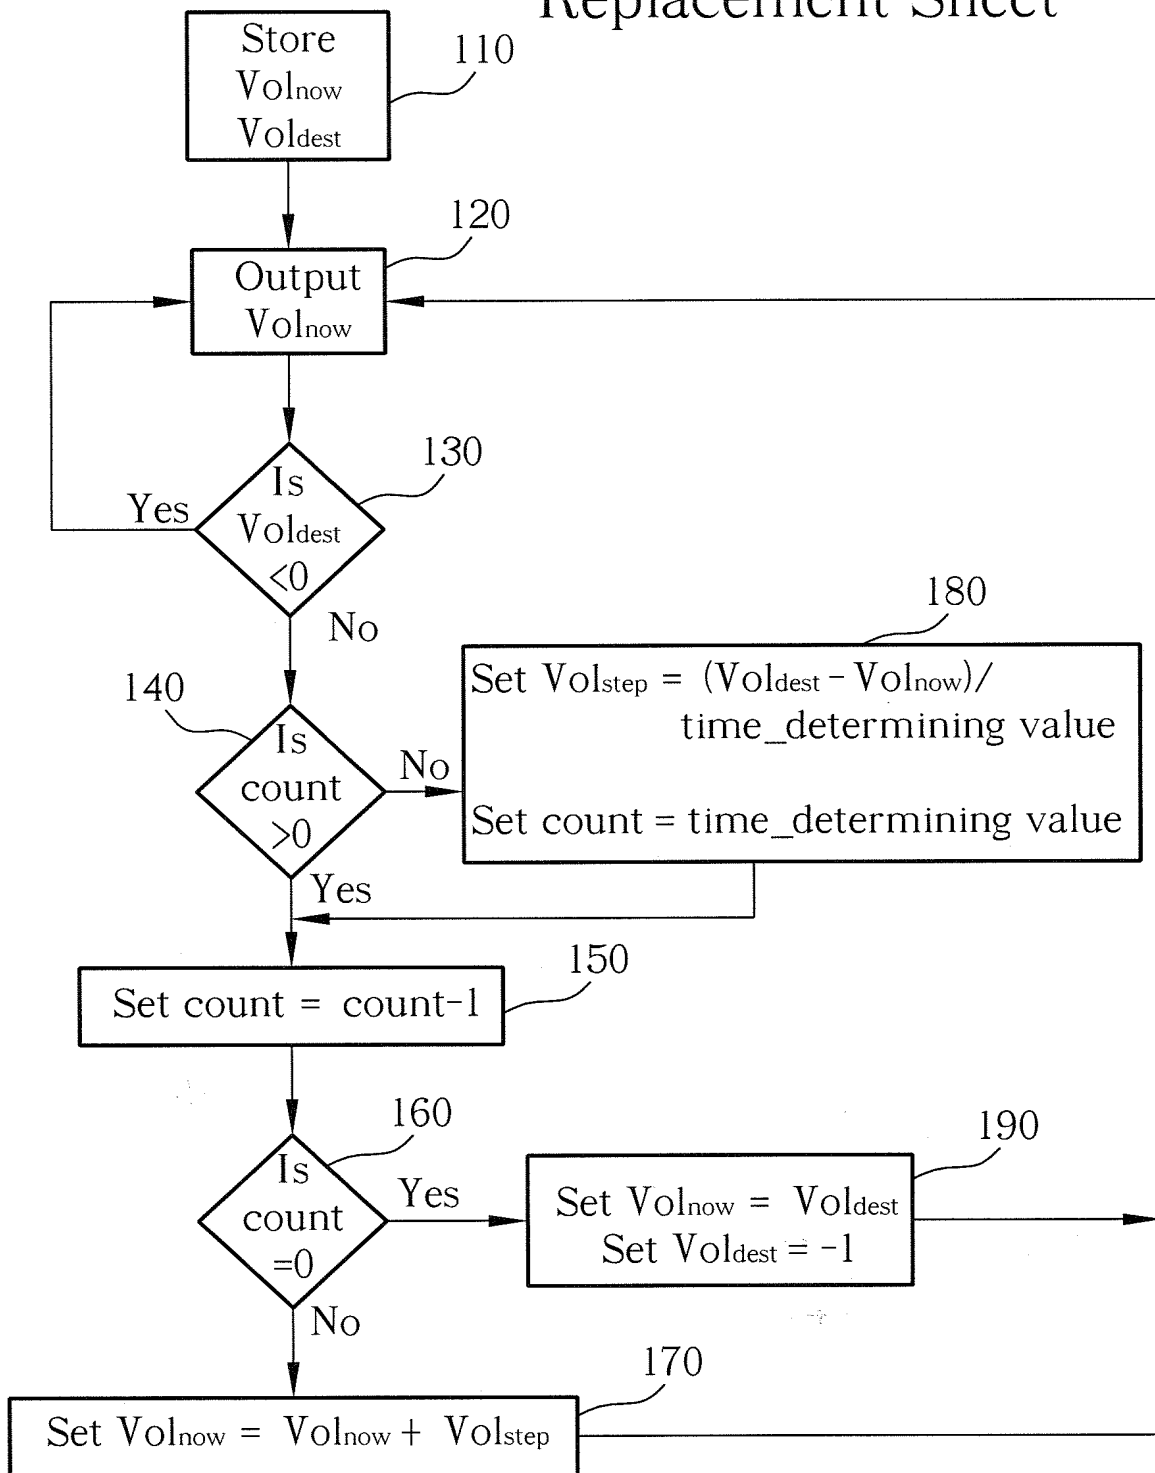 Replacement Sheet
Store
Volnow
Voldest
110
120
Output
Volnow
130
Is
Voldest
<0
Yes
No
180
Set Volstep = (Voldest - Volnow)/
time_determining value
Set count = time_determining value
140
Is
count
>0
No
Yes
150
Set count = count-1
160
Is
count
=0
Yes
190
Set Volnow = Voldest
Set Voldest = -1
No
170
Set Volnow = Volnow + Volstep